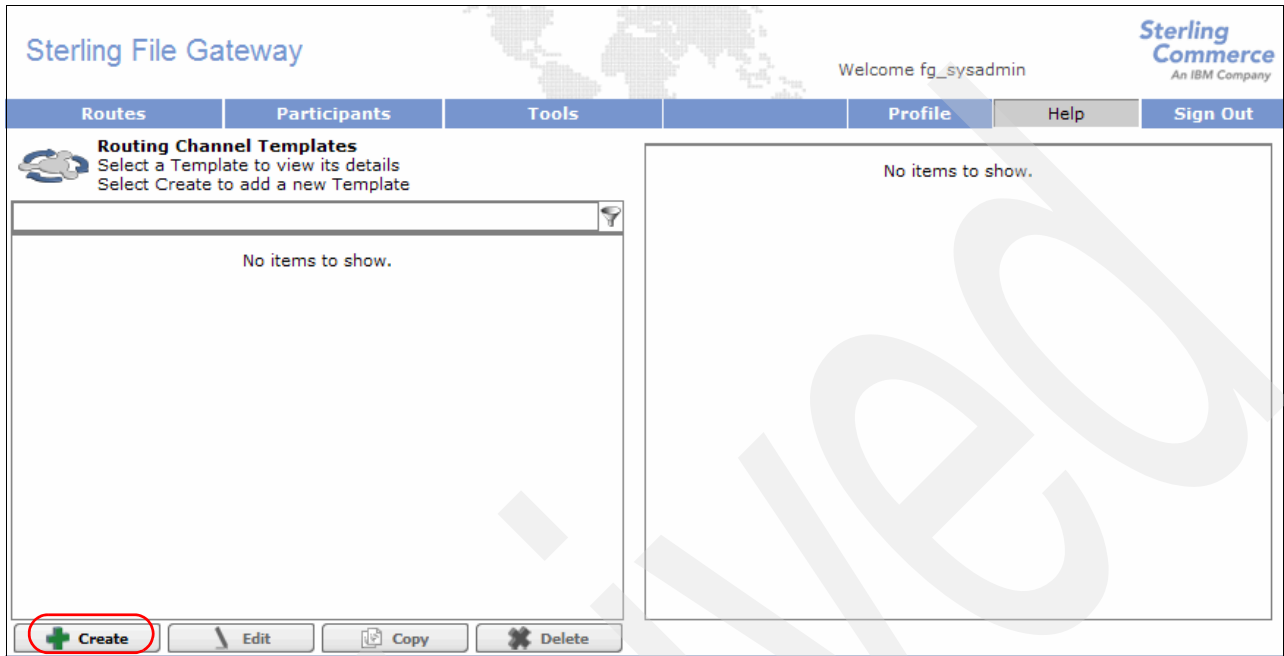 Sterling File Gateway
Welcome fg_sysadmin
Sterling
Commerce
An IBM Company
Routes Participants Tools Profile Help Sign Out
Routing Channel Templates
Select a Template to view its details
Select Create to add a new Template
No items to show.
No items to show.
Create Edit Copy Delete